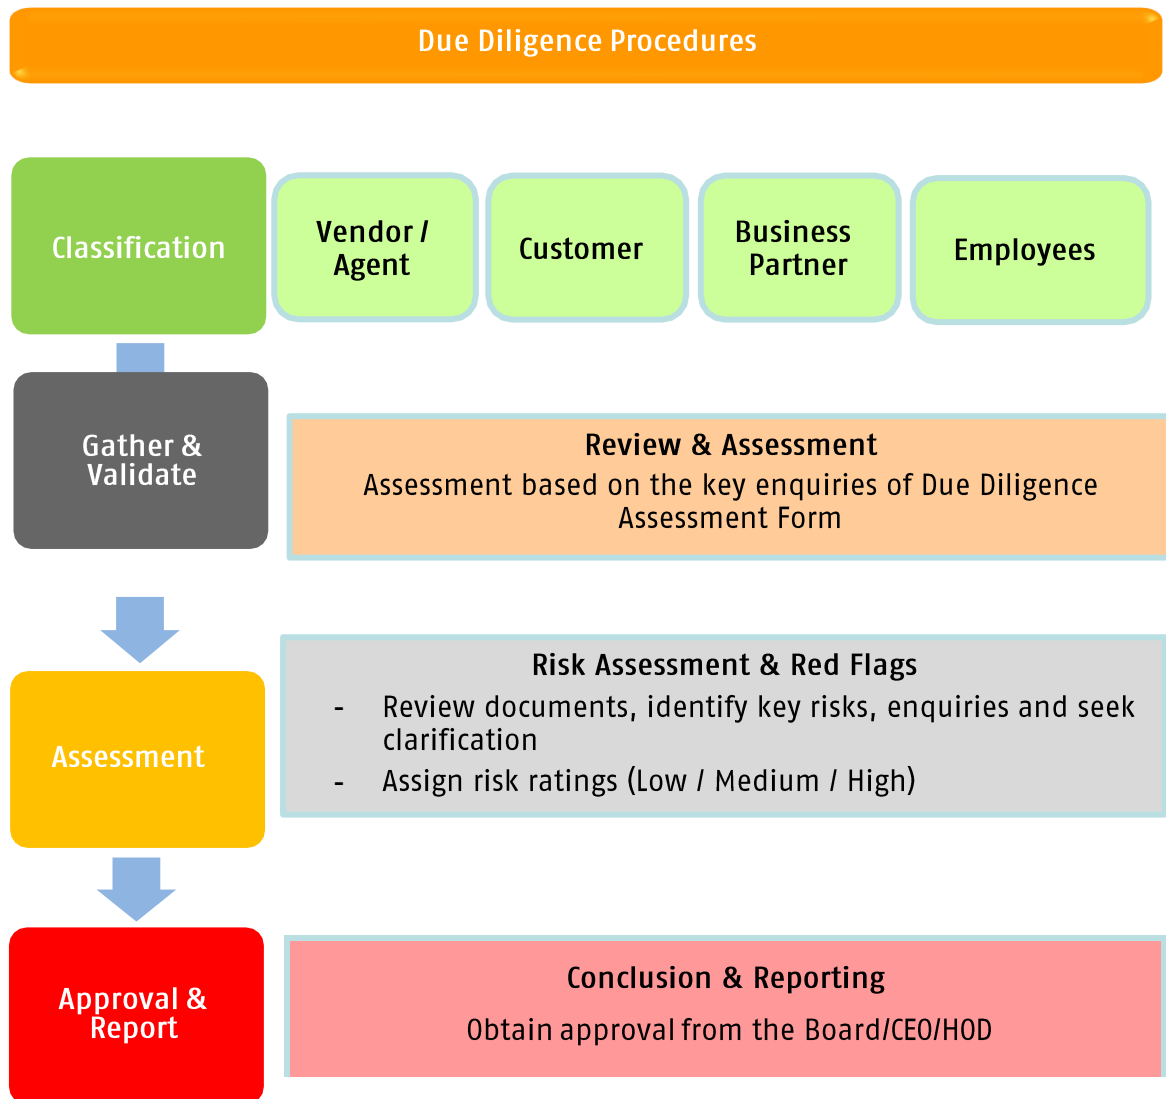 Due Diligence Procedures
Classification
Vendor /
Agent
Customer
Business
Partner
Employees
Gather &
Validate
Review & Assessment
Assessment based on the key enquiries of Due Diligence
Assessment Form
Assessment
Risk Assessment & Red Flags
- Review documents, identify key risks, enquiries and seek
clarification
- Assign risk ratings (Low / Medium / High)
Approval &
Report
Conclusion & Reporting
Obtain approval from the Board/CEO/HOD